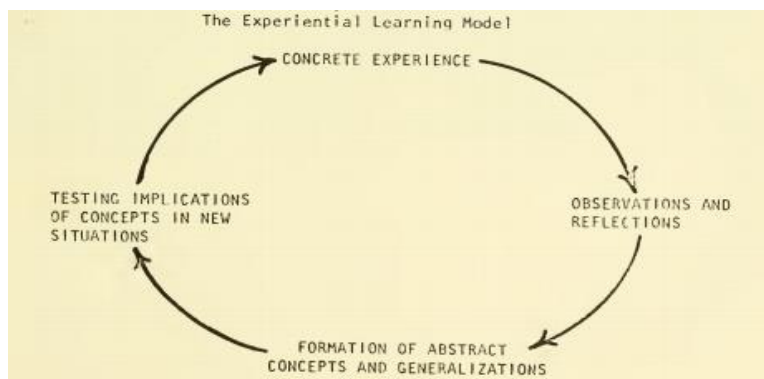 The Experiential Learning Model
CONCRETE EXPERIENCE
TESTING IMPLICATIONS
OF CONCEPTS IN NEW
SITUATIONS
OBSERVATIONS AND
REFLECTIONS
FORMATION OF ABSTRACT
CONCEPTS AND GENERALIZATIONS